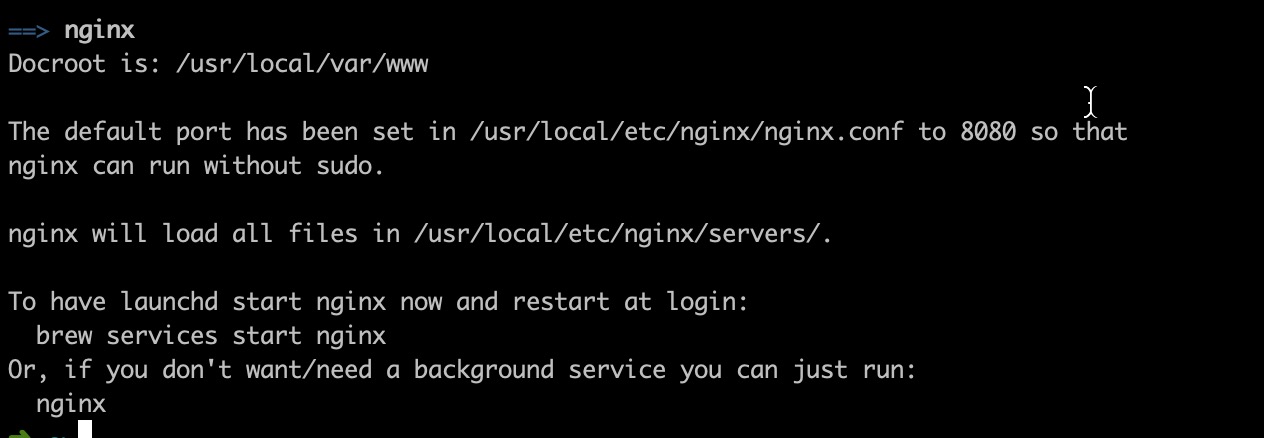 ==> nginx
Docroot is: /usr/local/var/www
The default port has been set in /usr/local/etc/nginx/nginx.conf to 8080 so that
nginx can run without sudo.
nginx will load all files in /usr/local/etc/nginx/servers/.
To have launchd start nginx now and restart at login:
  brew services start nginx
Or, if you don't want/need a background service you can just run:
  nginx